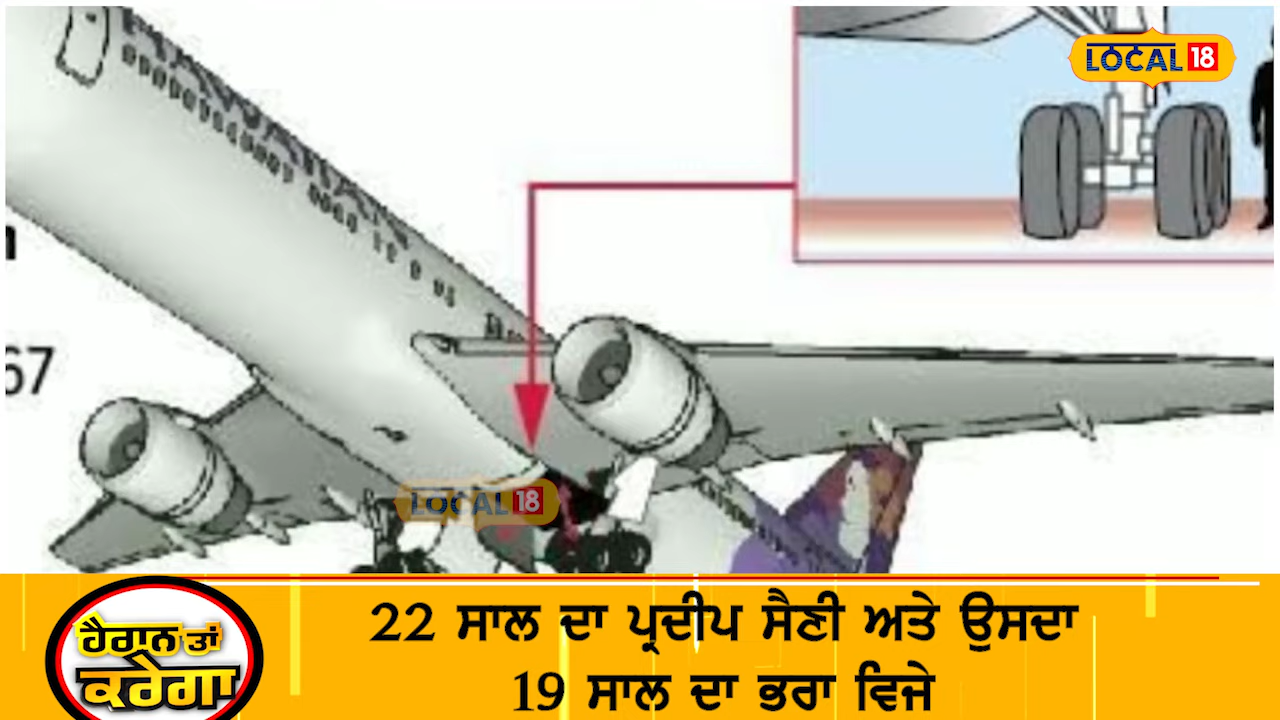 LOCAL 18
67
LOCAL 18
ਹੈਰਾਨ ਤਾਂ
ਕਰੇਗਾ
22 ਸਾਲ ਦਾ ਪ੍ਰਦੀਪ ਸੈਣੀ ਅਤੇ ਉਸਦਾ
19 ਸਾਲ ਦਾ ਭਰਾ ਵਿਜੇ